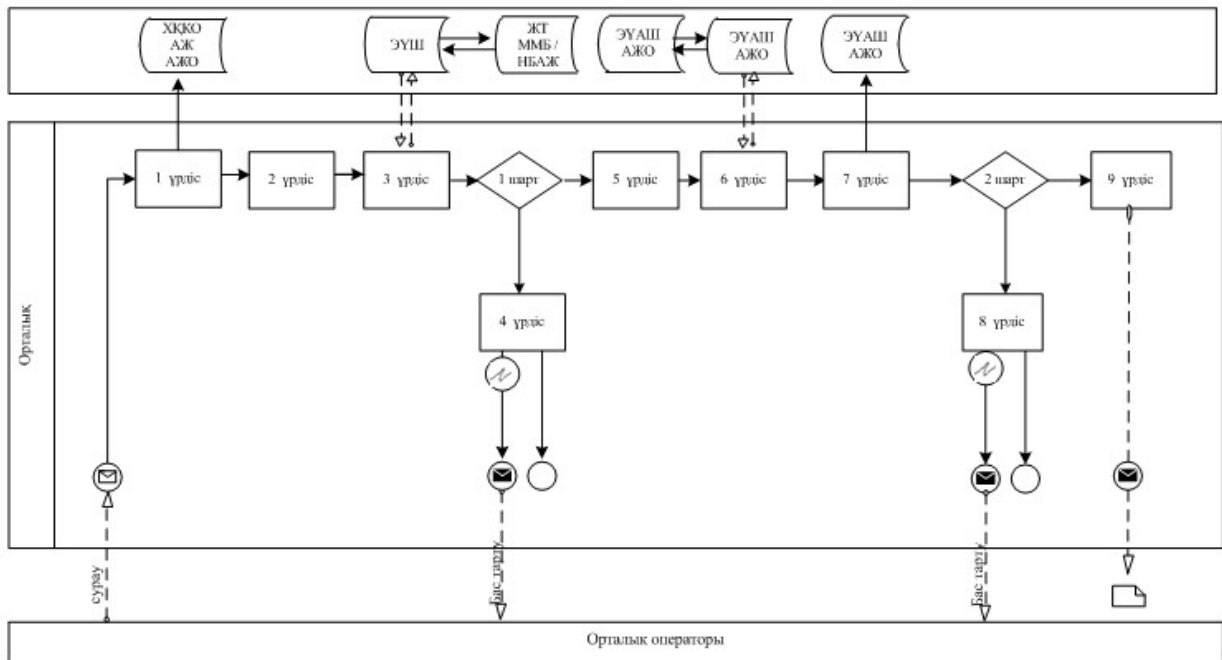 ХҚКО
АЖ
АЖО
ЭҮШ
ЖТ
ММБ /
НБАЖ
ЭҮАШ
АЖО
ЭҮАШ
АЖО
ЭҮАШ
АЖО
Орталық
1 үрдіс
2 үрдіс
3 үрдіс
1 шарт
5 үрдіс
6 үрдіс
7 үрдіс
2 шарт
9 үрдіс
4 үрдіс
8 үрдіс
сұрау
Бас тарту
Бас тарту
Орталық операторы